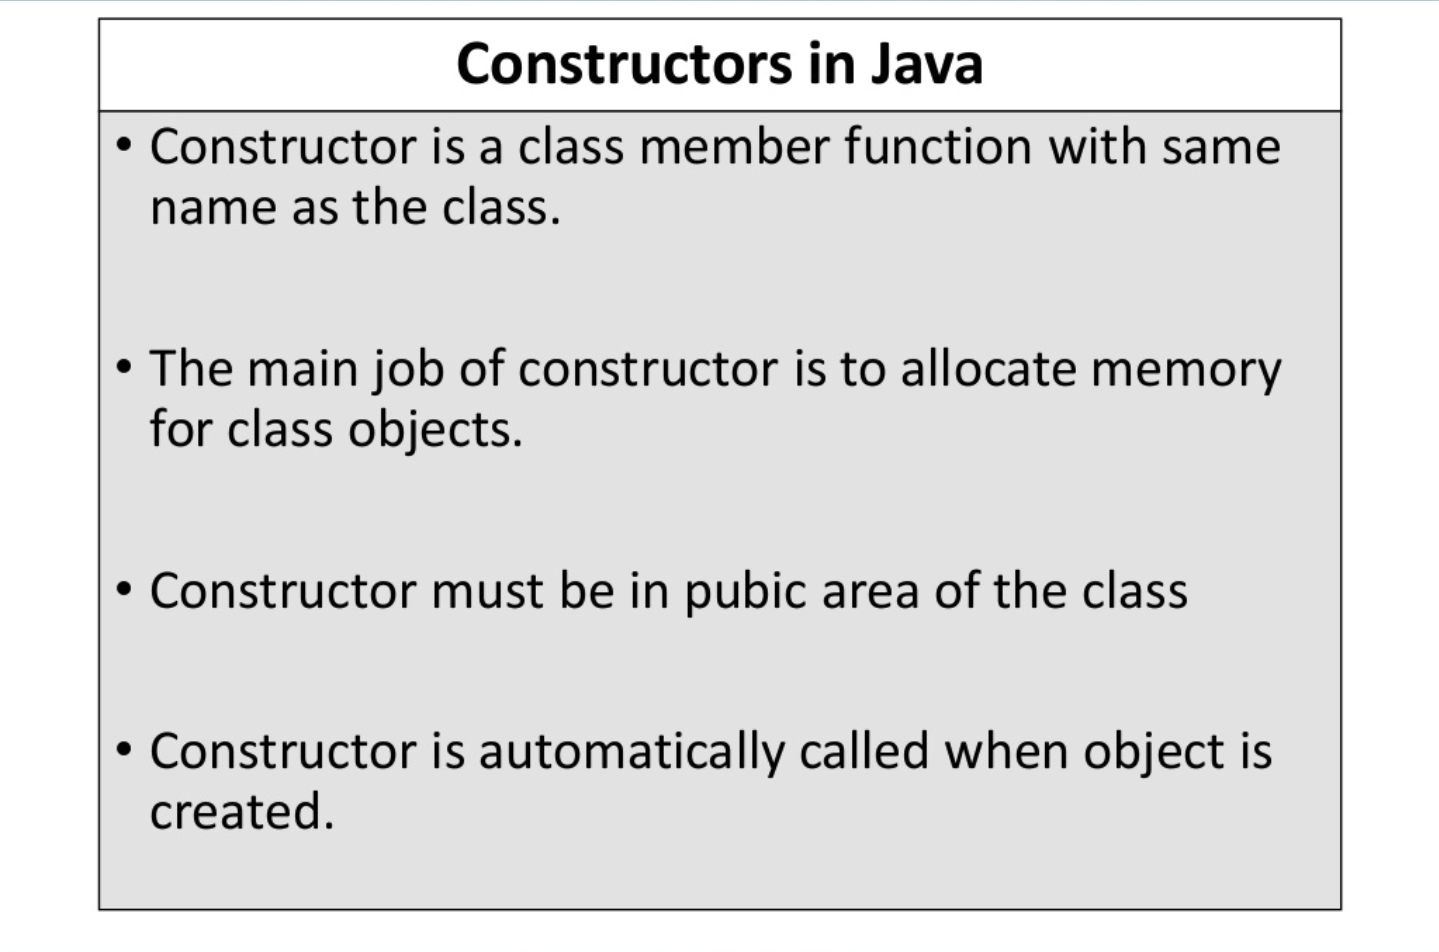 Constructors in Java
• Constructor is a class member function with same
name as the class.
• The main job of constructor is to allocate memory
for class objects.
• Constructor must be in pubic area of the class
• Constructor is automatically called when object is
created.